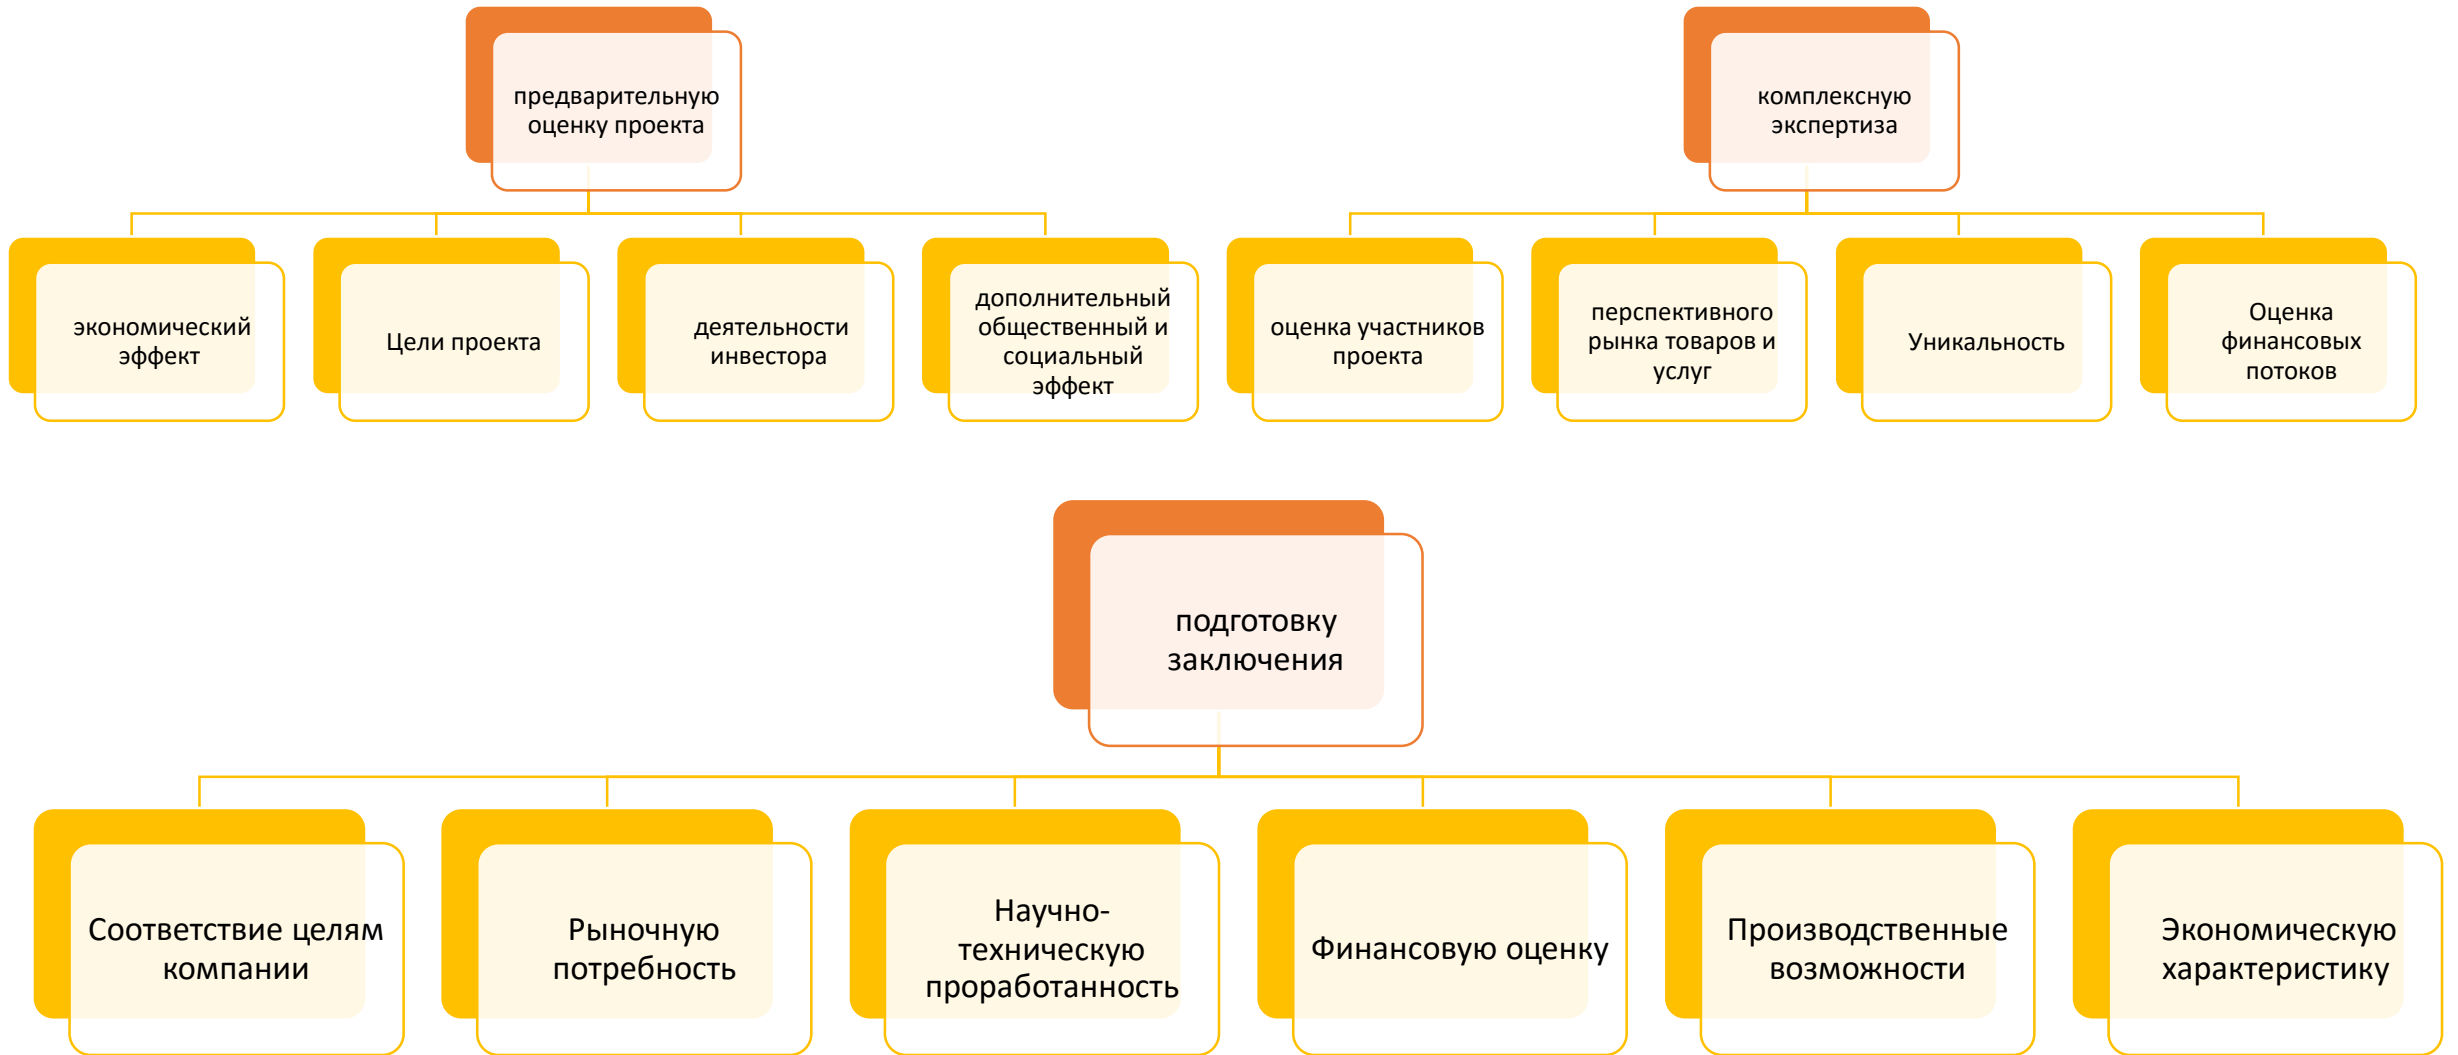 предварительную
оценку проекта
комплексную
экспертиза
экономический
эффект
Цели проекта
деятельности
инвестора
дополнительный
общественный и
социальный
эффект
оценка участников
проекта
перспективного
рынка товаров и
услуг
Уникальность
Оценка
финансовых
потоков
подготовку
заключения
Соответствие целям
компании
Рыночную
потребность
Научно-
техническую
проработанность
Финансовую оценку
Производственные
возможности
Экономическую
характеристику